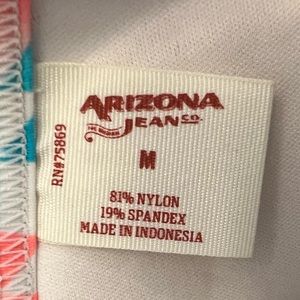 ARIZONA
JEAN CO.
M
81% NYLON
19% SPANDEX
MADE IN INDONESIA
RN#75869